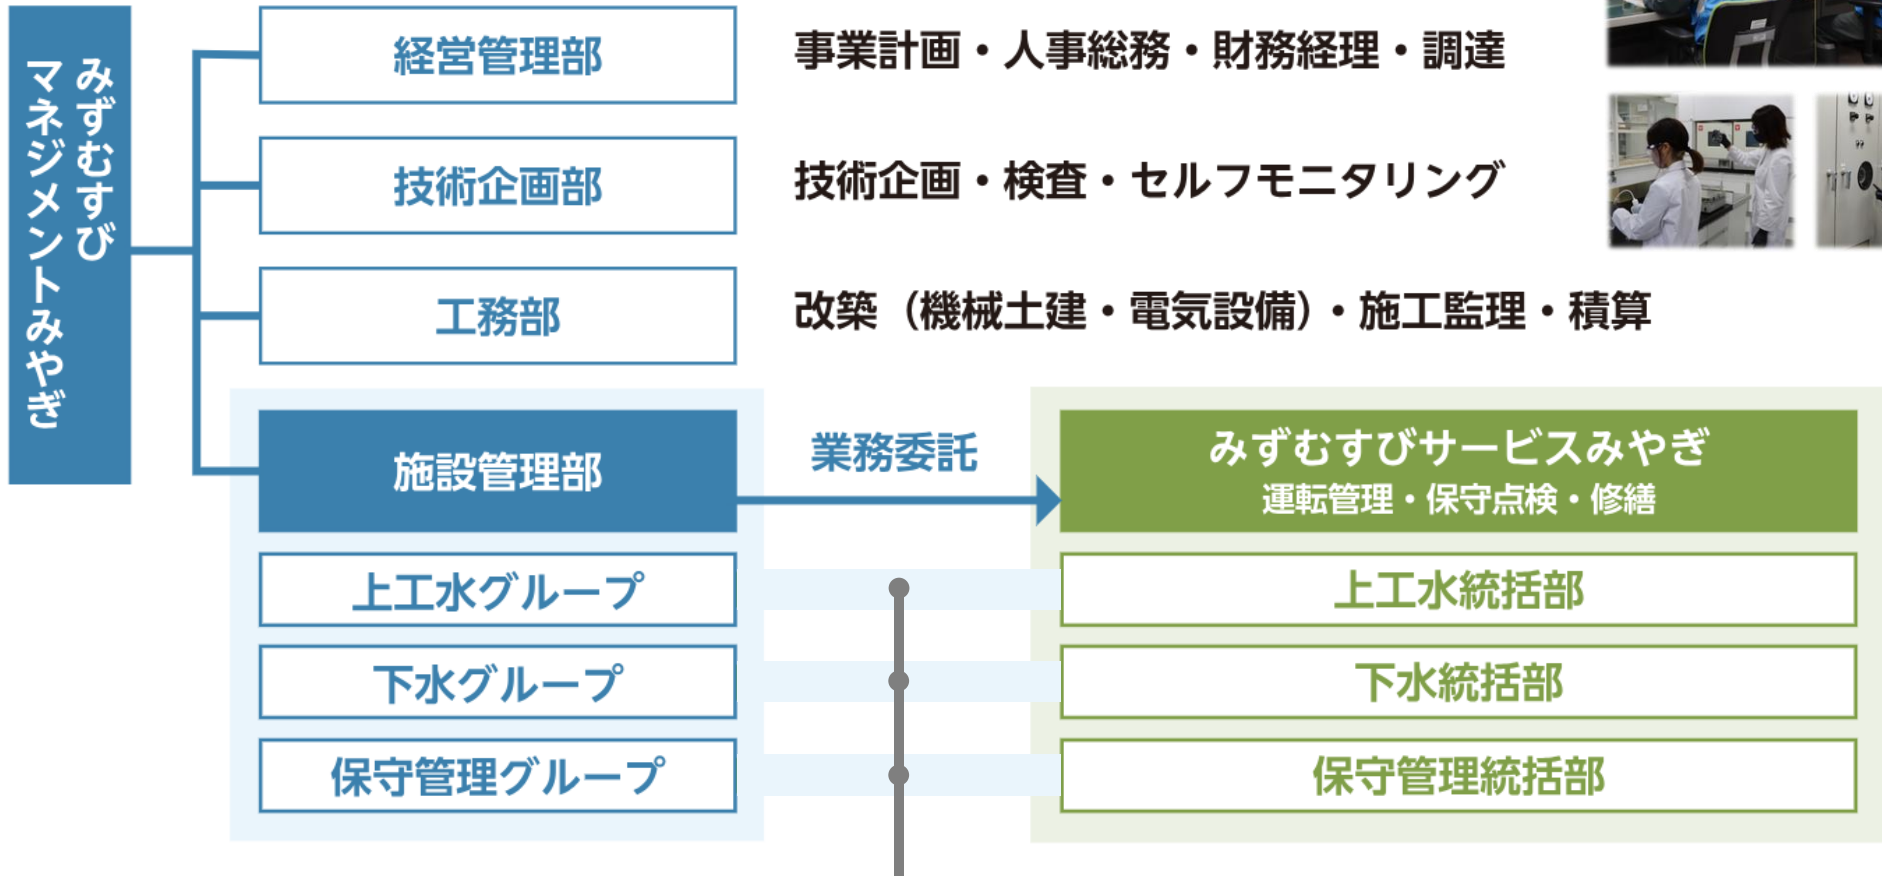 みずむすび
マネジメントみやぎ
経営管理部
事業計画・人事総務・財務経理・調達
技術企画部
技術企画・検査・セルフモニタリング
工務部
改築（機械土建・電気設備）・施工監理・積算
施設管理部
業務委託
みずむすびサービスみやぎ
運転管理・保守点検・修繕
上工水グループ
上工水統括部
下水グループ
下水統括部
保守管理グループ
保守管理統括部